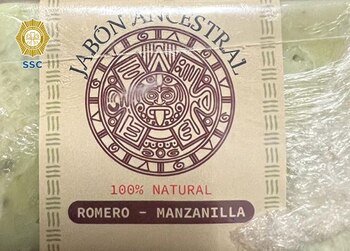 SSC
JABÓN ANCESTRAL
100% NATURAL
ROMERO - MANZANILLA